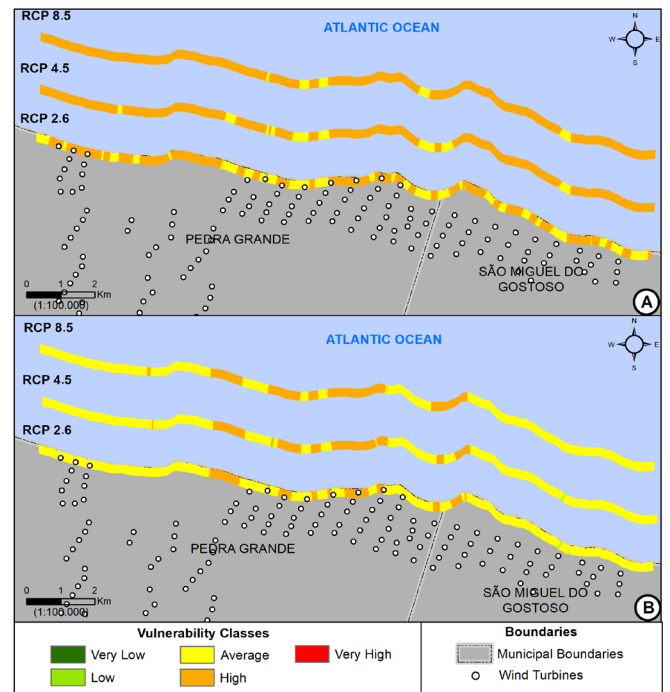 RCP 8.5
ATLANTIC OCEAN
N
W
E
S
RCP 4.5
RCP 2.6
PEDRA GRANDE
SÃO MIGUEL DO
GOSTOSO
0 1 2
Km
(1:100.000)
A
RCP 8.5
ATLANTIC OCEAN
N
W
E
S
RCP 4.5
RCP 2.6
PEDRA GRANDE
SÃO MIGUEL DO
GOSTOSO
0 1 2
Km
(1:100.000)
B
Vulnerability Classes
Very Low
Average
Very High
Low
High
Boundaries
Municipal Boundaries
Wind Turbines